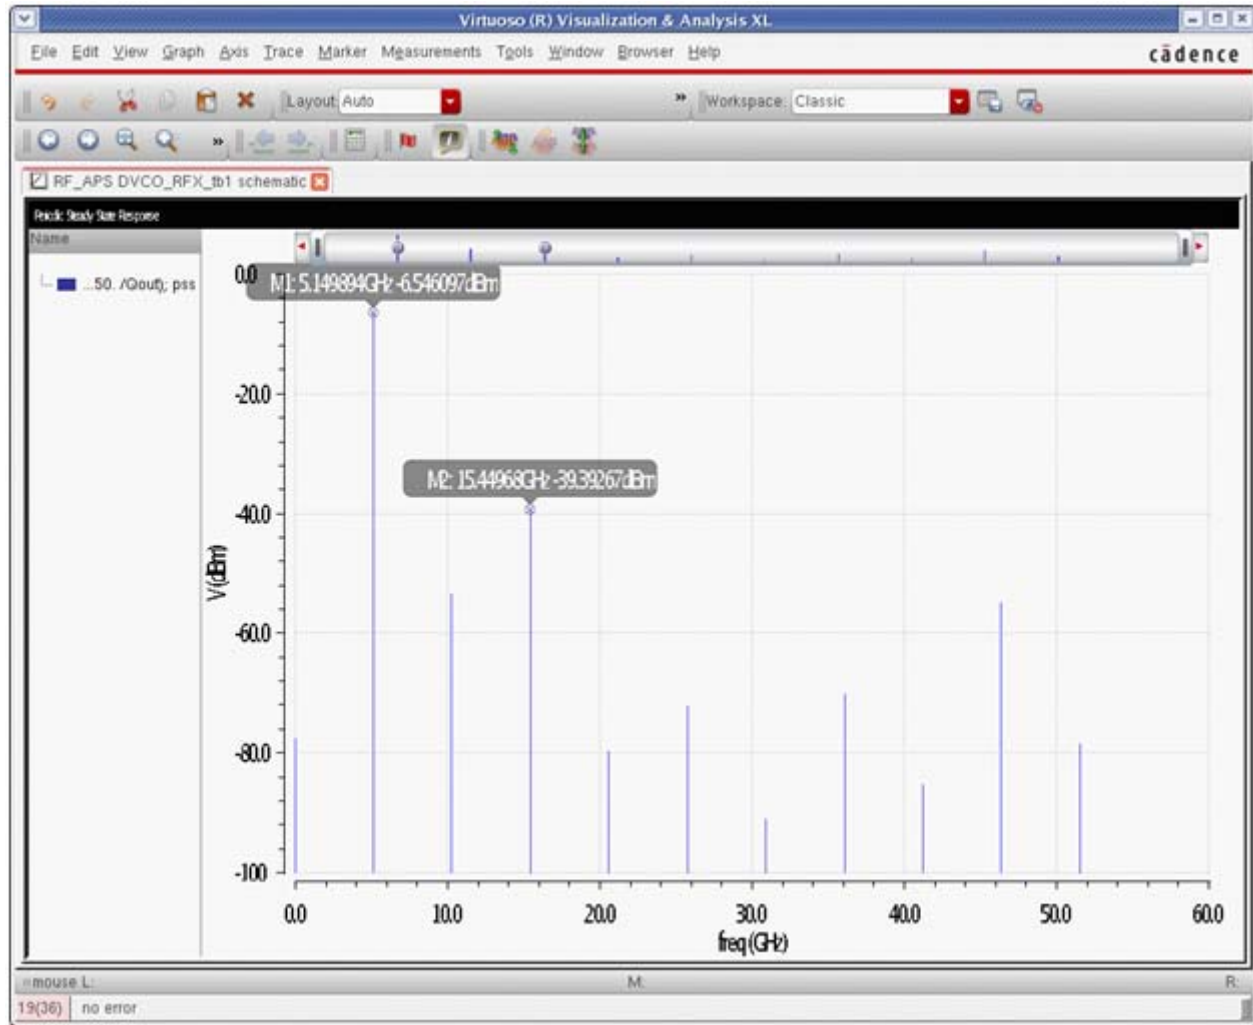 Virtuoso (R) Visualization & Analysis XL
File Edit View Graph Axis Trace Marker Measurements Tools Window Browser Help
cādence
Layout Auto
» Workspace: Classic
»
RF_APS DVCO_RFX_tb1 schematic
Periodic Steady State Response
Name
...50. /Qout); pss
M1: 5.149894GHz -6.546097dBm
M2: 15.44968GHz -39.39267dBm
0.0
-20.0
-40.0
-60.0
-80.0
-100
V (dBm)
0.0 10.0 20.0 30.0 40.0 50.0 60.0
freq (GHz)
mouse L: M: R:
19(36) no error